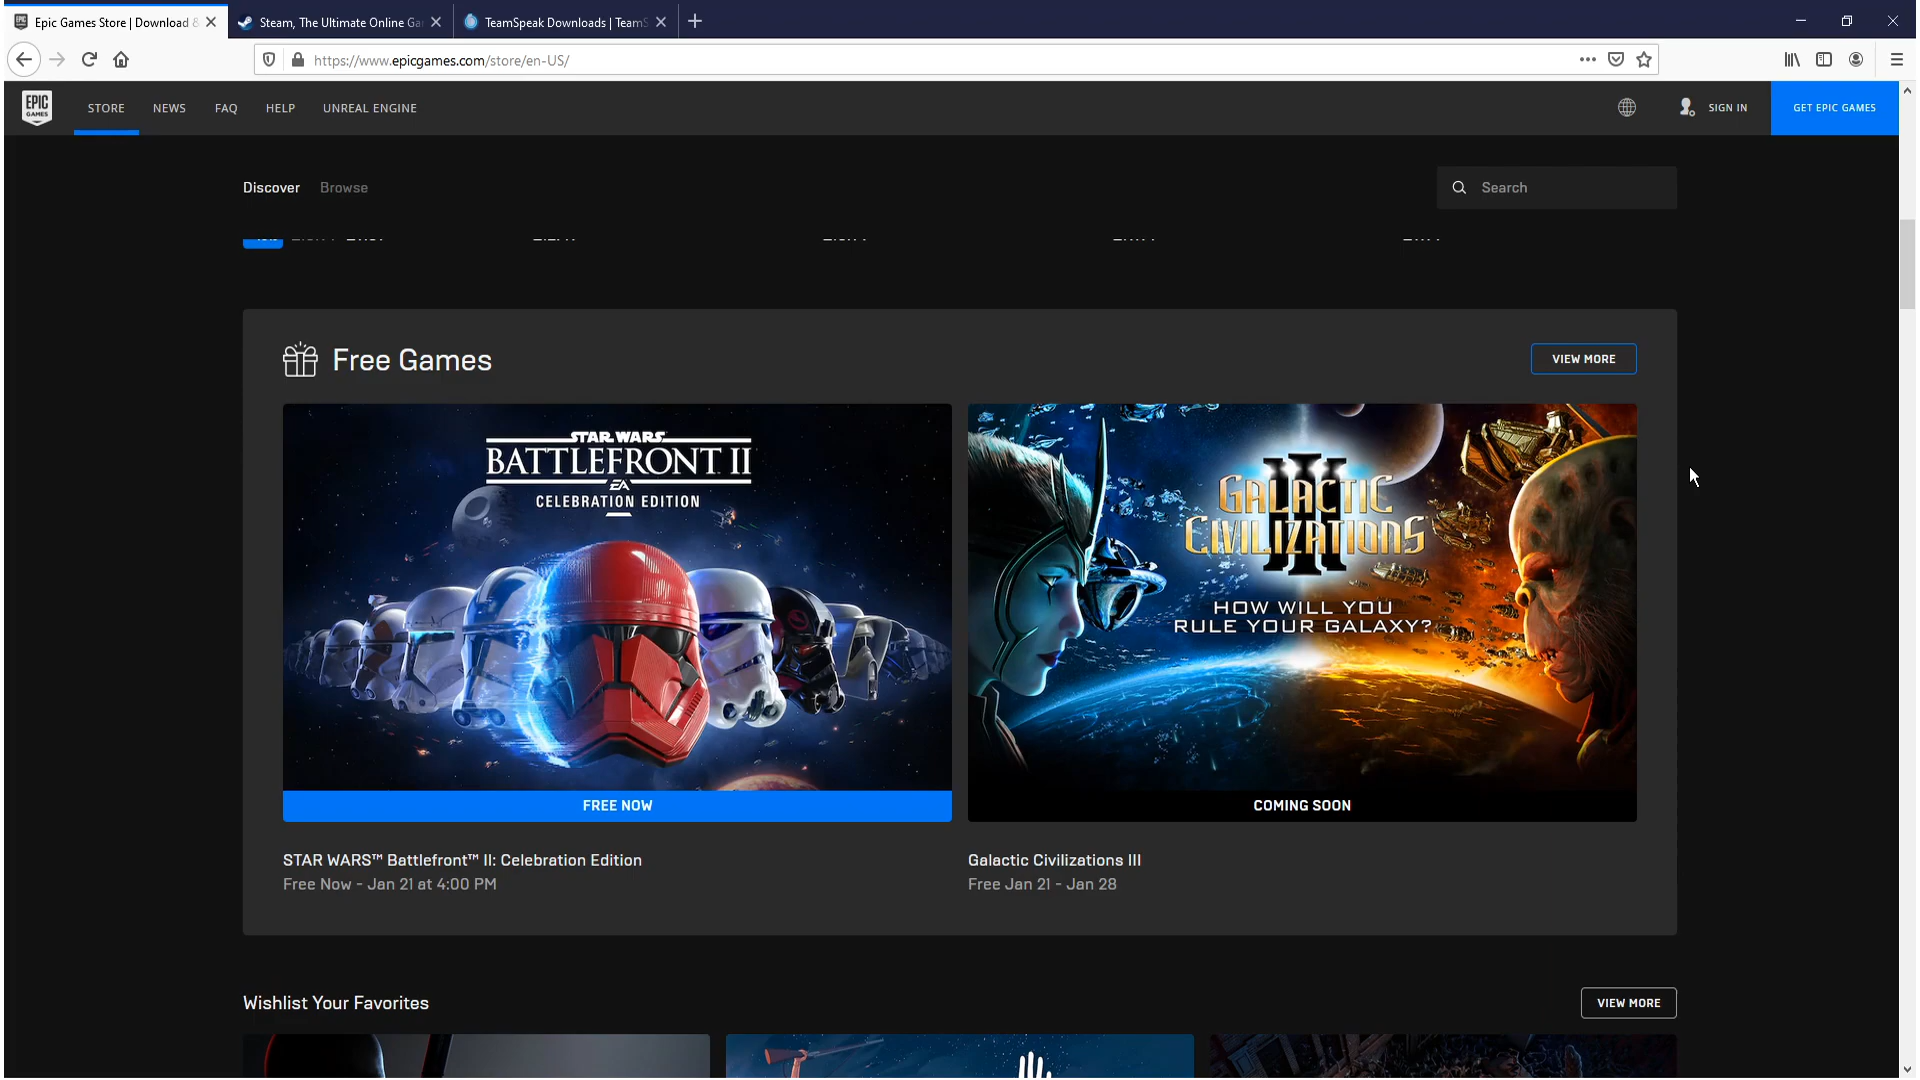 Epic Games Store | Download &
Steam, The Ultimate Online Ga
TeamSpeak Downloads | TeamS
https://www.epicgames.com/store/en-US/
EPIC
GAMES
STORE
NEWS
FAQ
HELP
UNREAL ENGINE
SIGN IN
GET EPIC GAMES
Discover
Browse
Search
Free Games
VIEW MORE
STAR WARS
BATTLEFRONT II
EA
CELEBRATION EDITION
FREE NOW
III
GALACTIC
CIVILIZATIONS
HOW WILL YOU
RULE YOUR GALAXY?
COMING SOON
STAR WARS™ Battlefront™ II: Celebration Edition
Free Now - Jan 21 at 4:00 PM
Galactic Civilizations III
Free Jan 21 - Jan 28
Wishlist Your Favorites
VIEW MORE